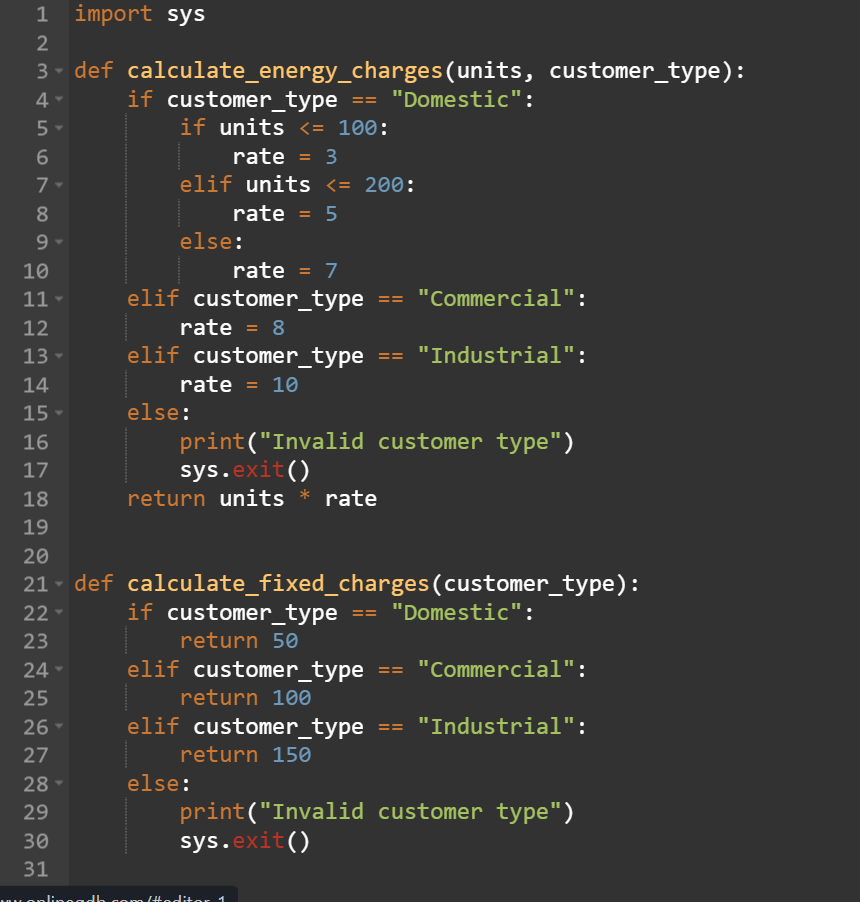 1 import sys
2
3 def calculate_energy_charges(units, customer_type):
4     if customer_type == "Domestic":
5         if units <= 100:
6             rate = 3
7         elif units <= 200:
8             rate = 5
9         else:
10             rate = 7
11     elif customer_type == "Commercial":
12         rate = 8
13     elif customer_type == "Industrial":
14         rate = 10
15     else:
16         print("Invalid customer type")
17         sys.exit()
18     return units * rate
19
20
21 def calculate_fixed_charges(customer_type):
22     if customer_type == "Domestic":
23         return 50
24     elif customer_type == "Commercial":
25         return 100
26     elif customer_type == "Industrial":
27         return 150
28     else:
29         print("Invalid customer type")
30         sys.exit()
31
ww.onlinegdb.com/#editor_1